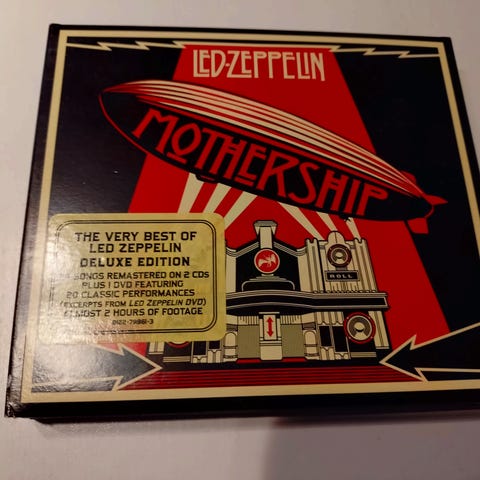 LED-ZEPPELIN
MOTHERSHIP
ROLL
THE VERY BEST OF
LED ZEPPELIN
DELUXE EDITION
SONGS REMASTERED ON 2 CDS
PLUS 1 DVD FEATURING
20 CLASSIC PERFORMANCES
(EXCERPTS FROM LED ZEPPELIN DVD)
ALMOST 2 HOURS OF FOOTAGE